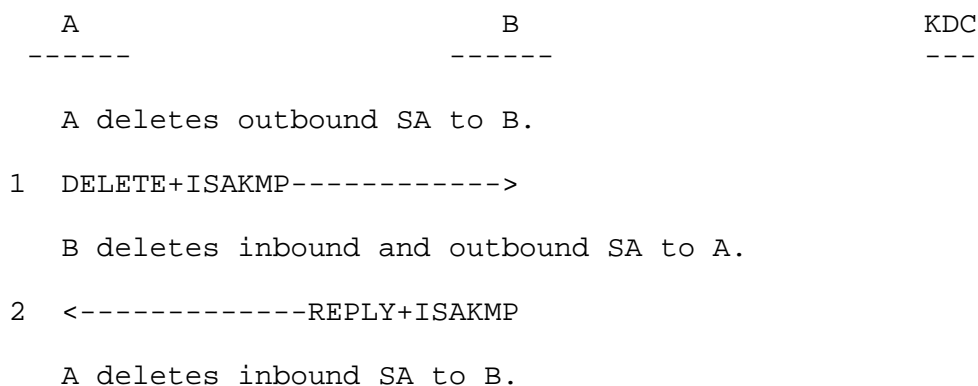 A B KDC
------ ------ ---
A deletes outbound SA to B.
1 DELETE+ISAKMP------------>
B deletes inbound and outbound SA to A.
2 <-------------REPLY+ISAKMP
A deletes inbound SA to B.